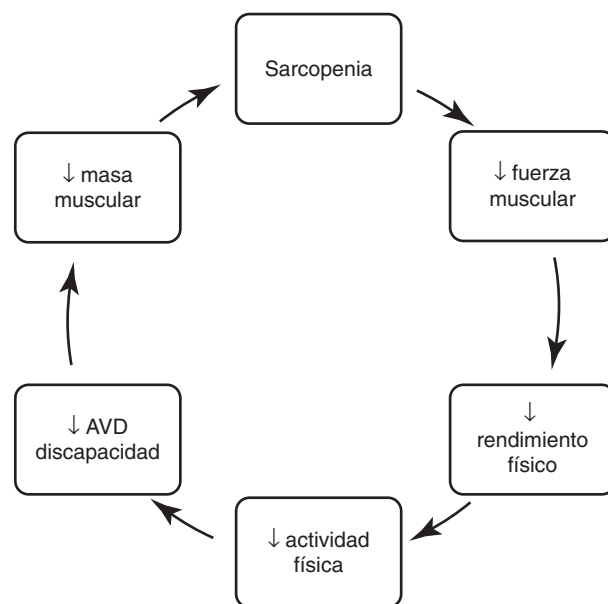 Sarcopenia
↓ fuerza
muscular
↓
rendimiento
físico
↓ actividad
física
↓ AVD
discapacidad
↓ masa
muscular